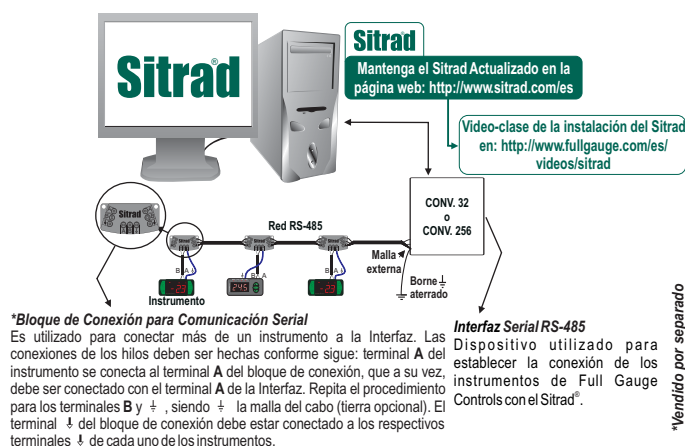 Sitrad®
Sitrad
Mantenga el Sitrad Actualizado en la
página web: http://www.sitrad.com/es
Video-clase de la instalación del Sitrad
en: http://www.fullgauge.com/es/
videos/sitrad
CONV. 32
o
CONV. 256
Sitrad
Red RS-485
Sitrad Sitrad Sitrad
Malla
externa
Borne ⏚
aterrado
B A B A B A
-23 24.5 -23
Instrumento
*Bloque de Conexión para Comunicación Serial
Es utilizado para conectar más de un instrumento a la Interfaz. Las
conexiones de los hilos deben ser hechas conforme sigue: terminal A del
instrumento se conecta al terminal A del bloque de conexión, que a su vez,
debe ser conectado con el terminal A de la Interfaz. Repita el procedimiento
para los terminales B y ⏚ , siendo ⏚ la malla del cabo (tierra opcional). El
terminal ⏚ del bloque de conexión debe estar conectado a los respectivos
terminales ⏚ de cada uno de los instrumentos.
Interfaz Serial RS-485
Dispositivo utilizado para
establecer la conexión de los
instrumentos de Full Gauge
Controls con el Sitrad®.
*Vendido por separado